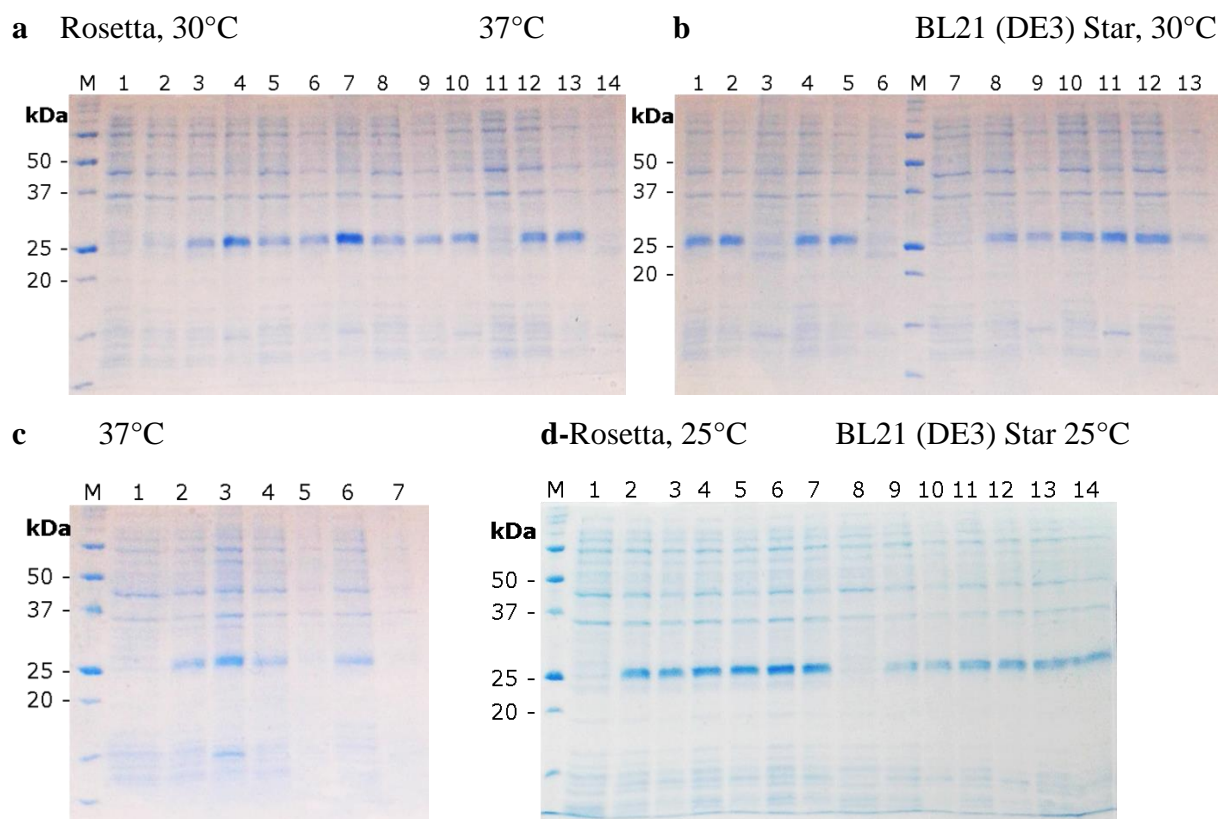 a Rosetta, 30°C 37°C
b BL21 (DE3) Star, 30°C
M 1 2 3 4 5 6 7 8 9 10 11 12 13 14
kDa
50 -
37 -
25 -
20 -
1 2 3 4 5 6 M 7 8 9 10 11 12 13
kDa
50 -
37 -
25 -
20 -
c 37°C
d-Rosetta, 25°C BL21 (DE3) Star 25°C
M 1 2 3 4 5 6 7
kDa
50 -
37 -
25 -
20 -
M 1 2 3 4 5 6 7 8 9 10 11 12 13 14
kDa
50 -
37 -
25 -
20 -